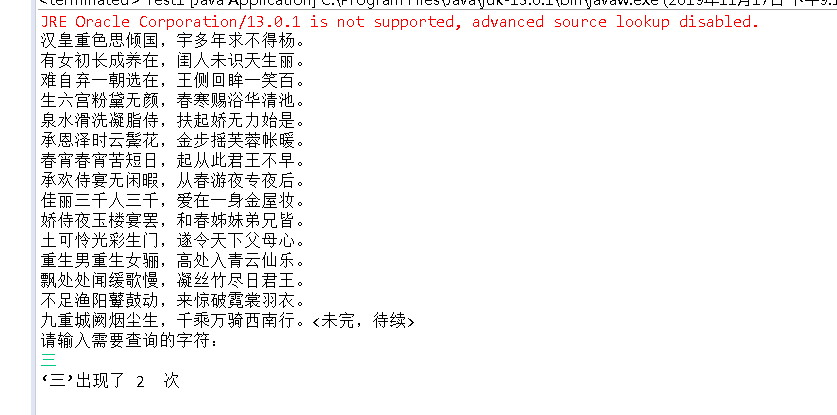 <terminated> Test1 [Java Application] C:\Program Files\Java\jdk-13.0.1\bin\javaw.exe (2019年11月17日 下午9:
JRE Oracle Corporation/13.0.1 is not supported, advanced source lookup disabled.
汉皇重色思倾国，宇多年求不得杨。
有女初长成养在，闺人未识天生丽。
难自弃一朝选在，王侧回眸一笑百。
生六宫粉黛无颜，春寒赐浴华清池。
泉水滑洗凝脂侍，扶起娇无力始是。
承恩泽时云鬓花，金步摇芙蓉帐暖。
春宵春宵苦短日，起从此君王不早。
承欢侍宴无闲暇，从春游夜专夜后。
佳丽三千人三千，爱在一身金屋妆。
娇侍夜玉楼宴罢，和春姊妹弟兄皆。
土可怜光彩生门，遂令天下父母心。
重生男重生女骊，高处入青云仙乐。
飘处处闻缓歌慢，凝丝竹尽日君王。
不足渔阳鼙鼓动，来惊破霓裳羽衣。
九重城阙烟尘生，千乘万骑西南行。<未完，待续>
请输入需要查询的字符：
三
‘三’出现了 2  次